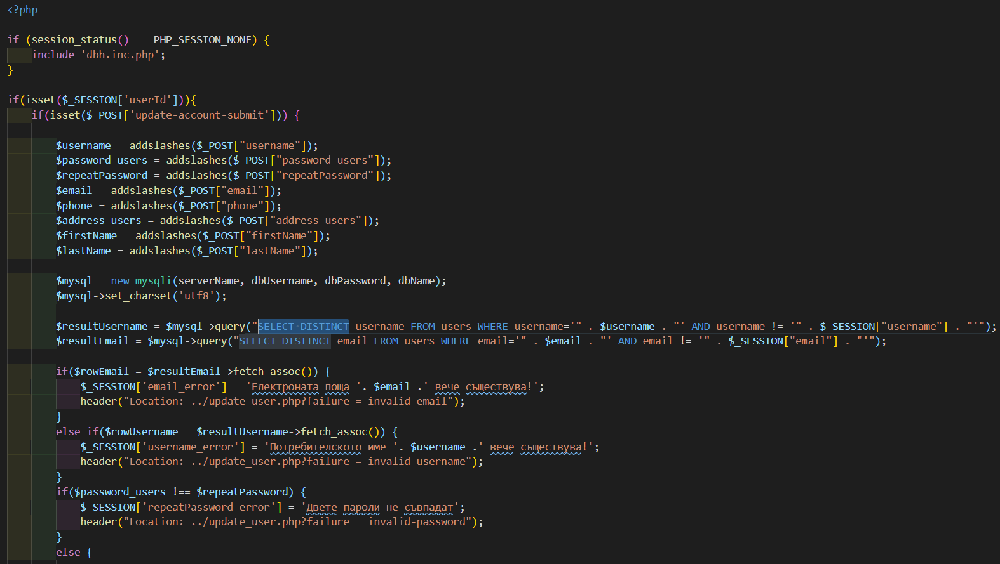 <?php
if (session_status() == PHP_SESSION_NONE) {
include 'dbh.inc.php';
}
if(isset($_SESSION['userId'])){
if(isset($_POST['update-account-submit'])) {
$username = addslashes($_POST["username"]);
$password_users = addslashes($_POST["password_users"]);
$repeatPassword = addslashes($_POST["repeatPassword"]);
$email = addslashes($_POST["email"]);
$phone = addslashes($_POST["phone"]);
$address_users = addslashes($_POST["address_users"]);
$firstName = addslashes($_POST["firstName"]);
$lastName = addslashes($_POST["lastName"]);
$mysql = new mysqli(serverName, dbUsername, dbPassword, dbName);
$mysql->set_charset('utf8');
$resultUsername = $mysql->query("SELECT DISTINCT username FROM users WHERE username='" . $username . "' AND username != '" . $_SESSION["username"] . "'");
$resultEmail = $mysql->query("SELECT DISTINCT email FROM users WHERE email='" . $email . "' AND email != '" . $_SESSION["email"] . "'");
if($rowEmail = $resultEmail->fetch_assoc()) {
$_SESSION['email_error'] = 'Електроната поща '. $email .' вече съществува!';
header("Location: ../update_user.php?failure = invalid-email");
}
else if($rowUsername = $resultUsername->fetch_assoc()) {
$_SESSION['username_error'] = 'Потребителското име '. $username .' вече съществува!';
header("Location: ../update_user.php?failure = invalid-username");
}
if($password_users !== $repeatPassword) {
$_SESSION['repeatPassword_error'] = 'Двете пароли не съвпадат';
header("Location: ../update_user.php?failure = invalid-password");
}
else {